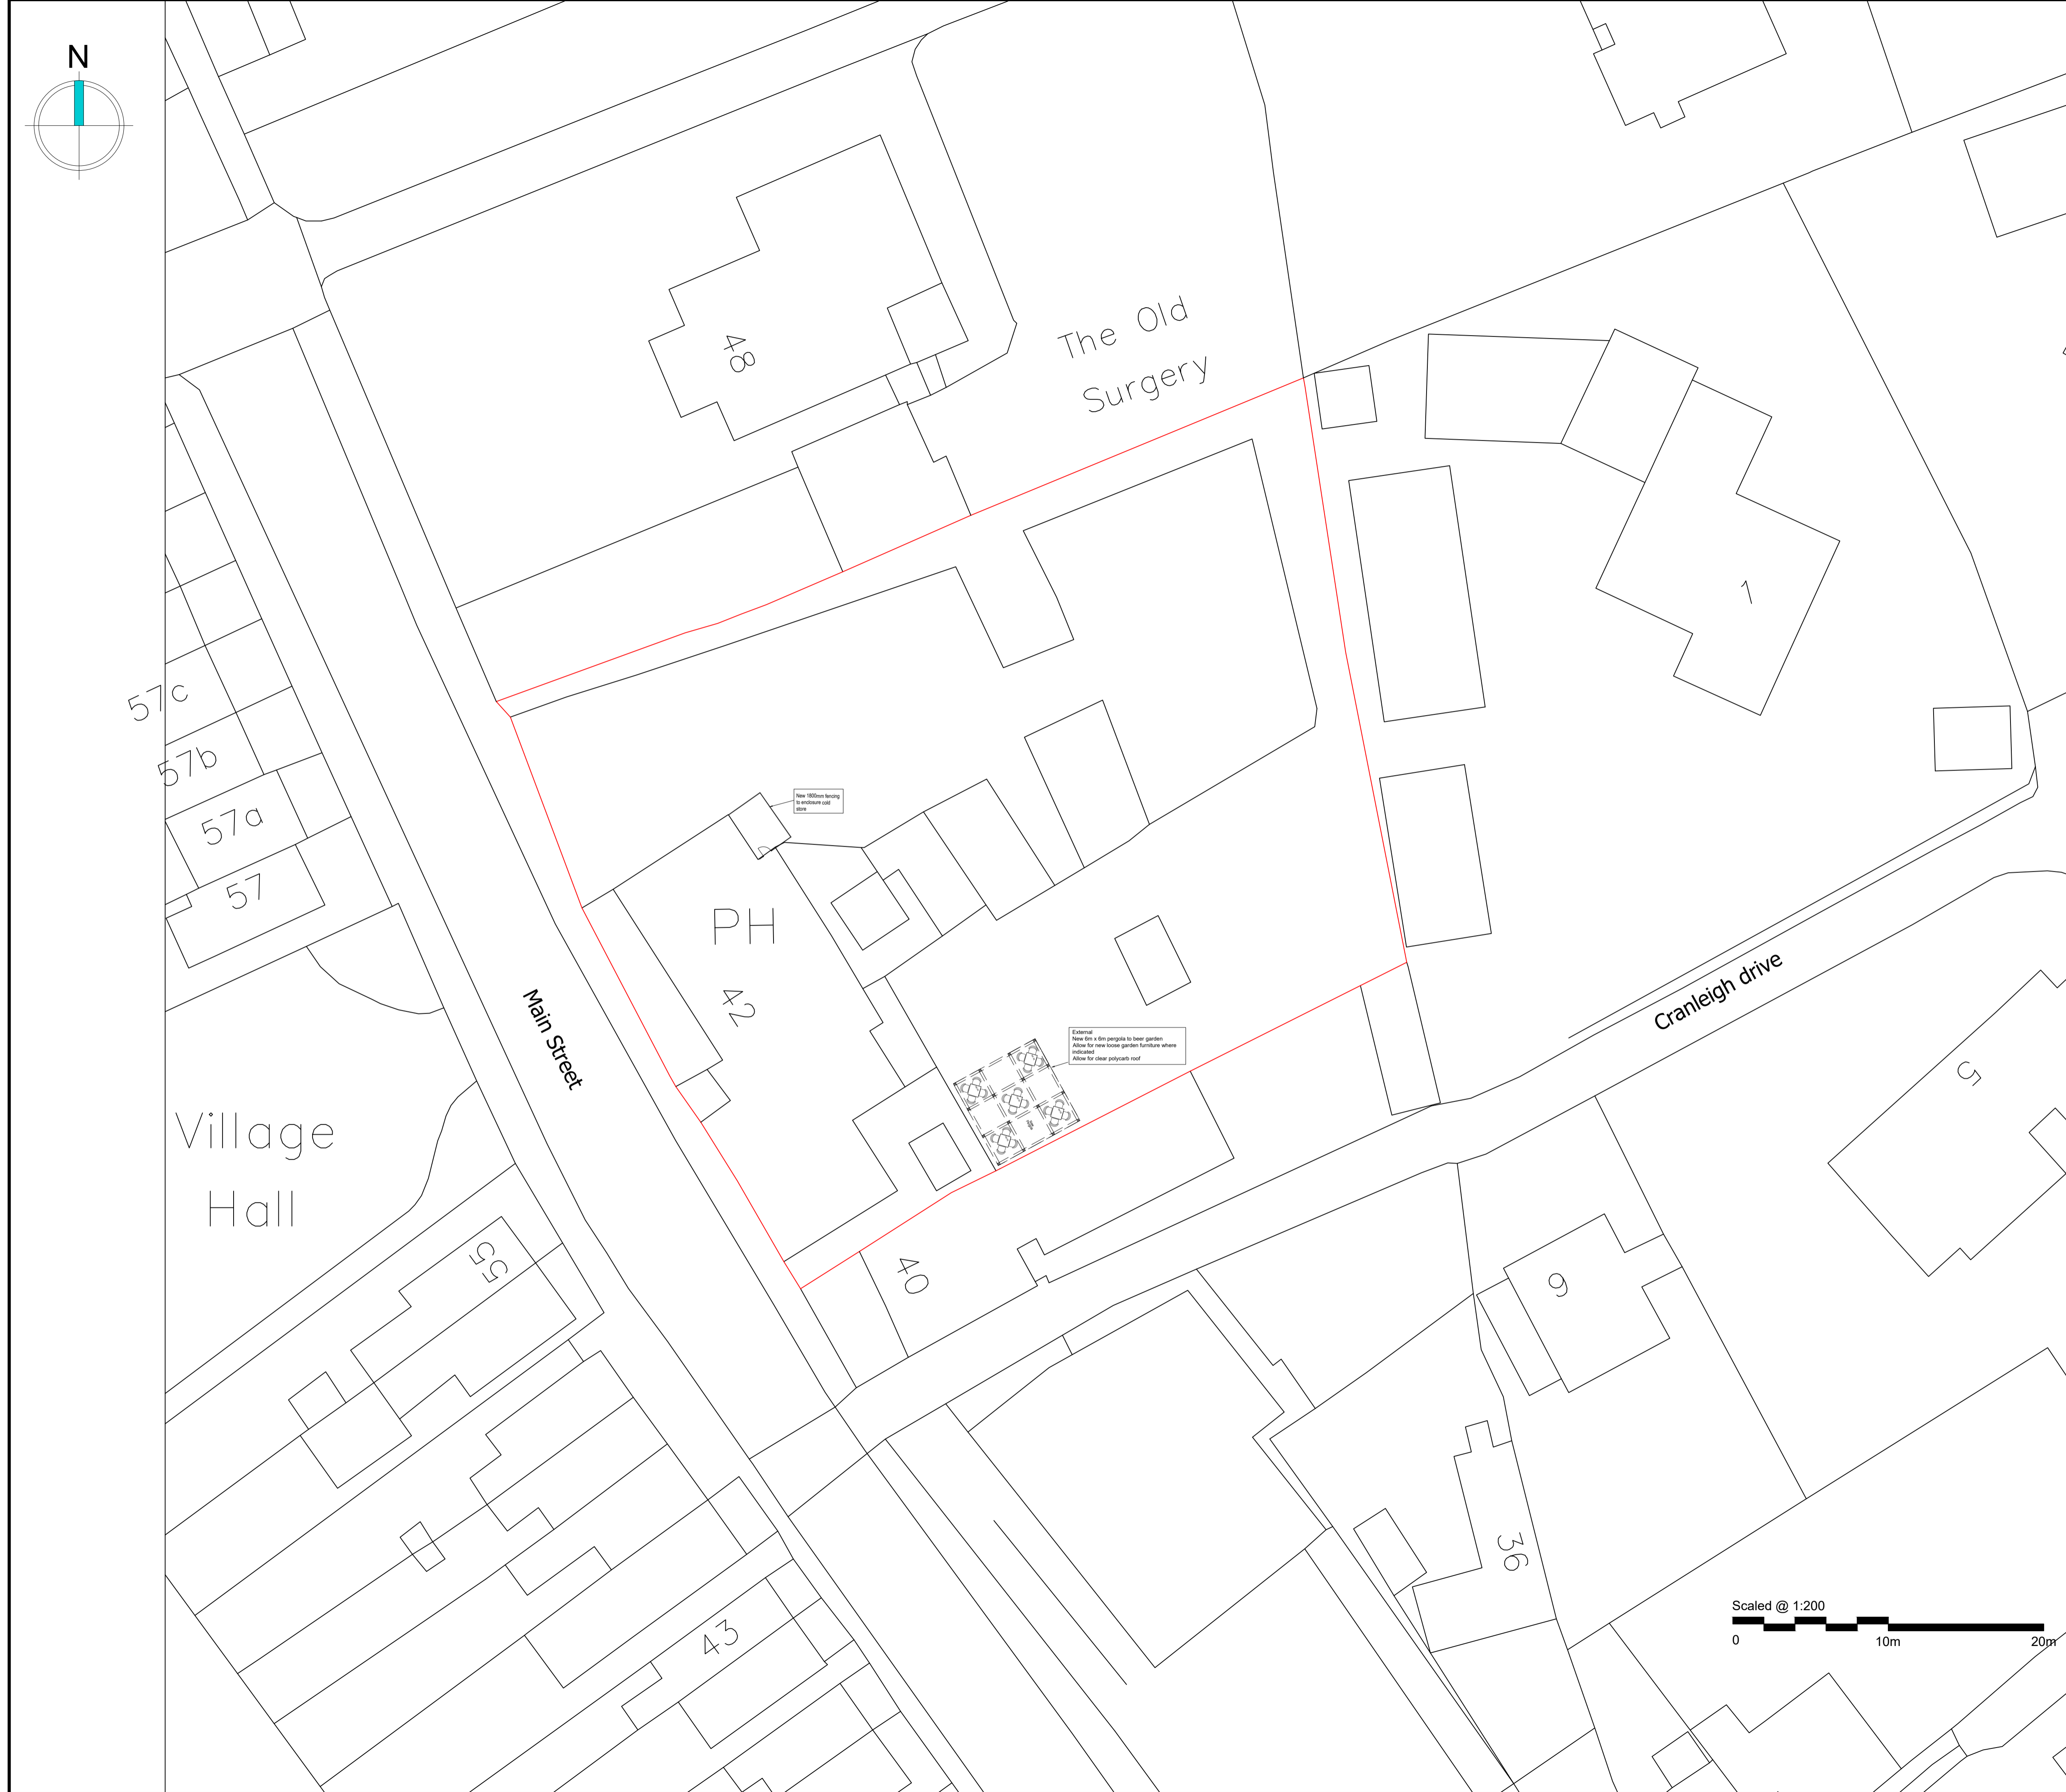 N
The Old
Surgery
48
1
57c
57b
57a
57
New 1800mm fencing
to enclosure cold
store
PH
42
Main Street
External
New 6m x 6m pergola to beer garden
Allow for new loose garden furniture where
indicated
Allow for clear polycarb roof
Cranleigh drive
Village
Hall
5
55
40
9
36
43
Scaled @ 1:200
0
10m
20m